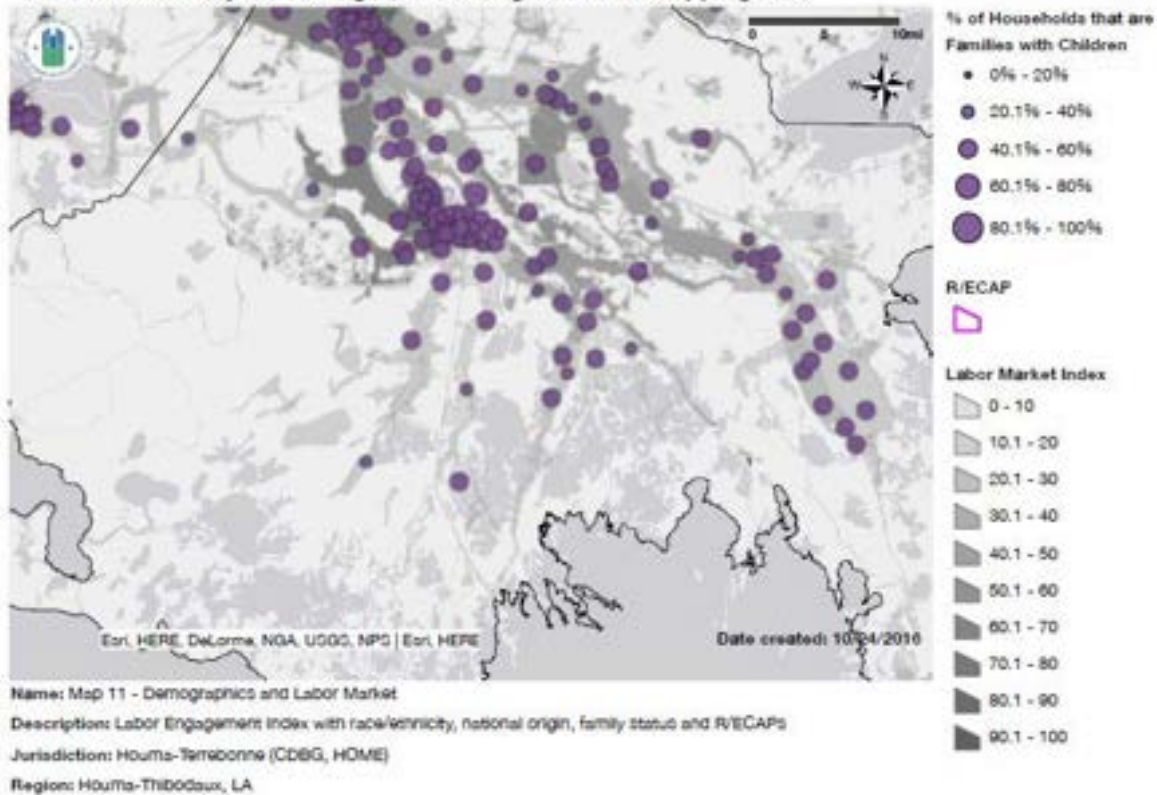 0 5 10mi
N
W E
S
Esri, HERE, DeLorme, NGA, USGS, NPS | Esri, HERE
Date created: 10/24/2016
% of Households that are
Families with Children
0% - 20%
20.1% - 40%
40.1% - 60%
60.1% - 80%
80.1% - 100%
R/ECAP
Labor Market Index
0 - 10
10.1 - 20
20.1 - 30
30.1 - 40
40.1 - 50
50.1 - 60
60.1 - 70
70.1 - 80
80.1 - 90
90.1 - 100
Name: Map 11 - Demographics and Labor Market
Description: Labor Engagement Index with race/ethnicity, national origin, family status and R/ECAPs
Jurisdiction: Houma-Terrebonne (CDBG, HOME)
Region: Houma-Thibodaux, LA